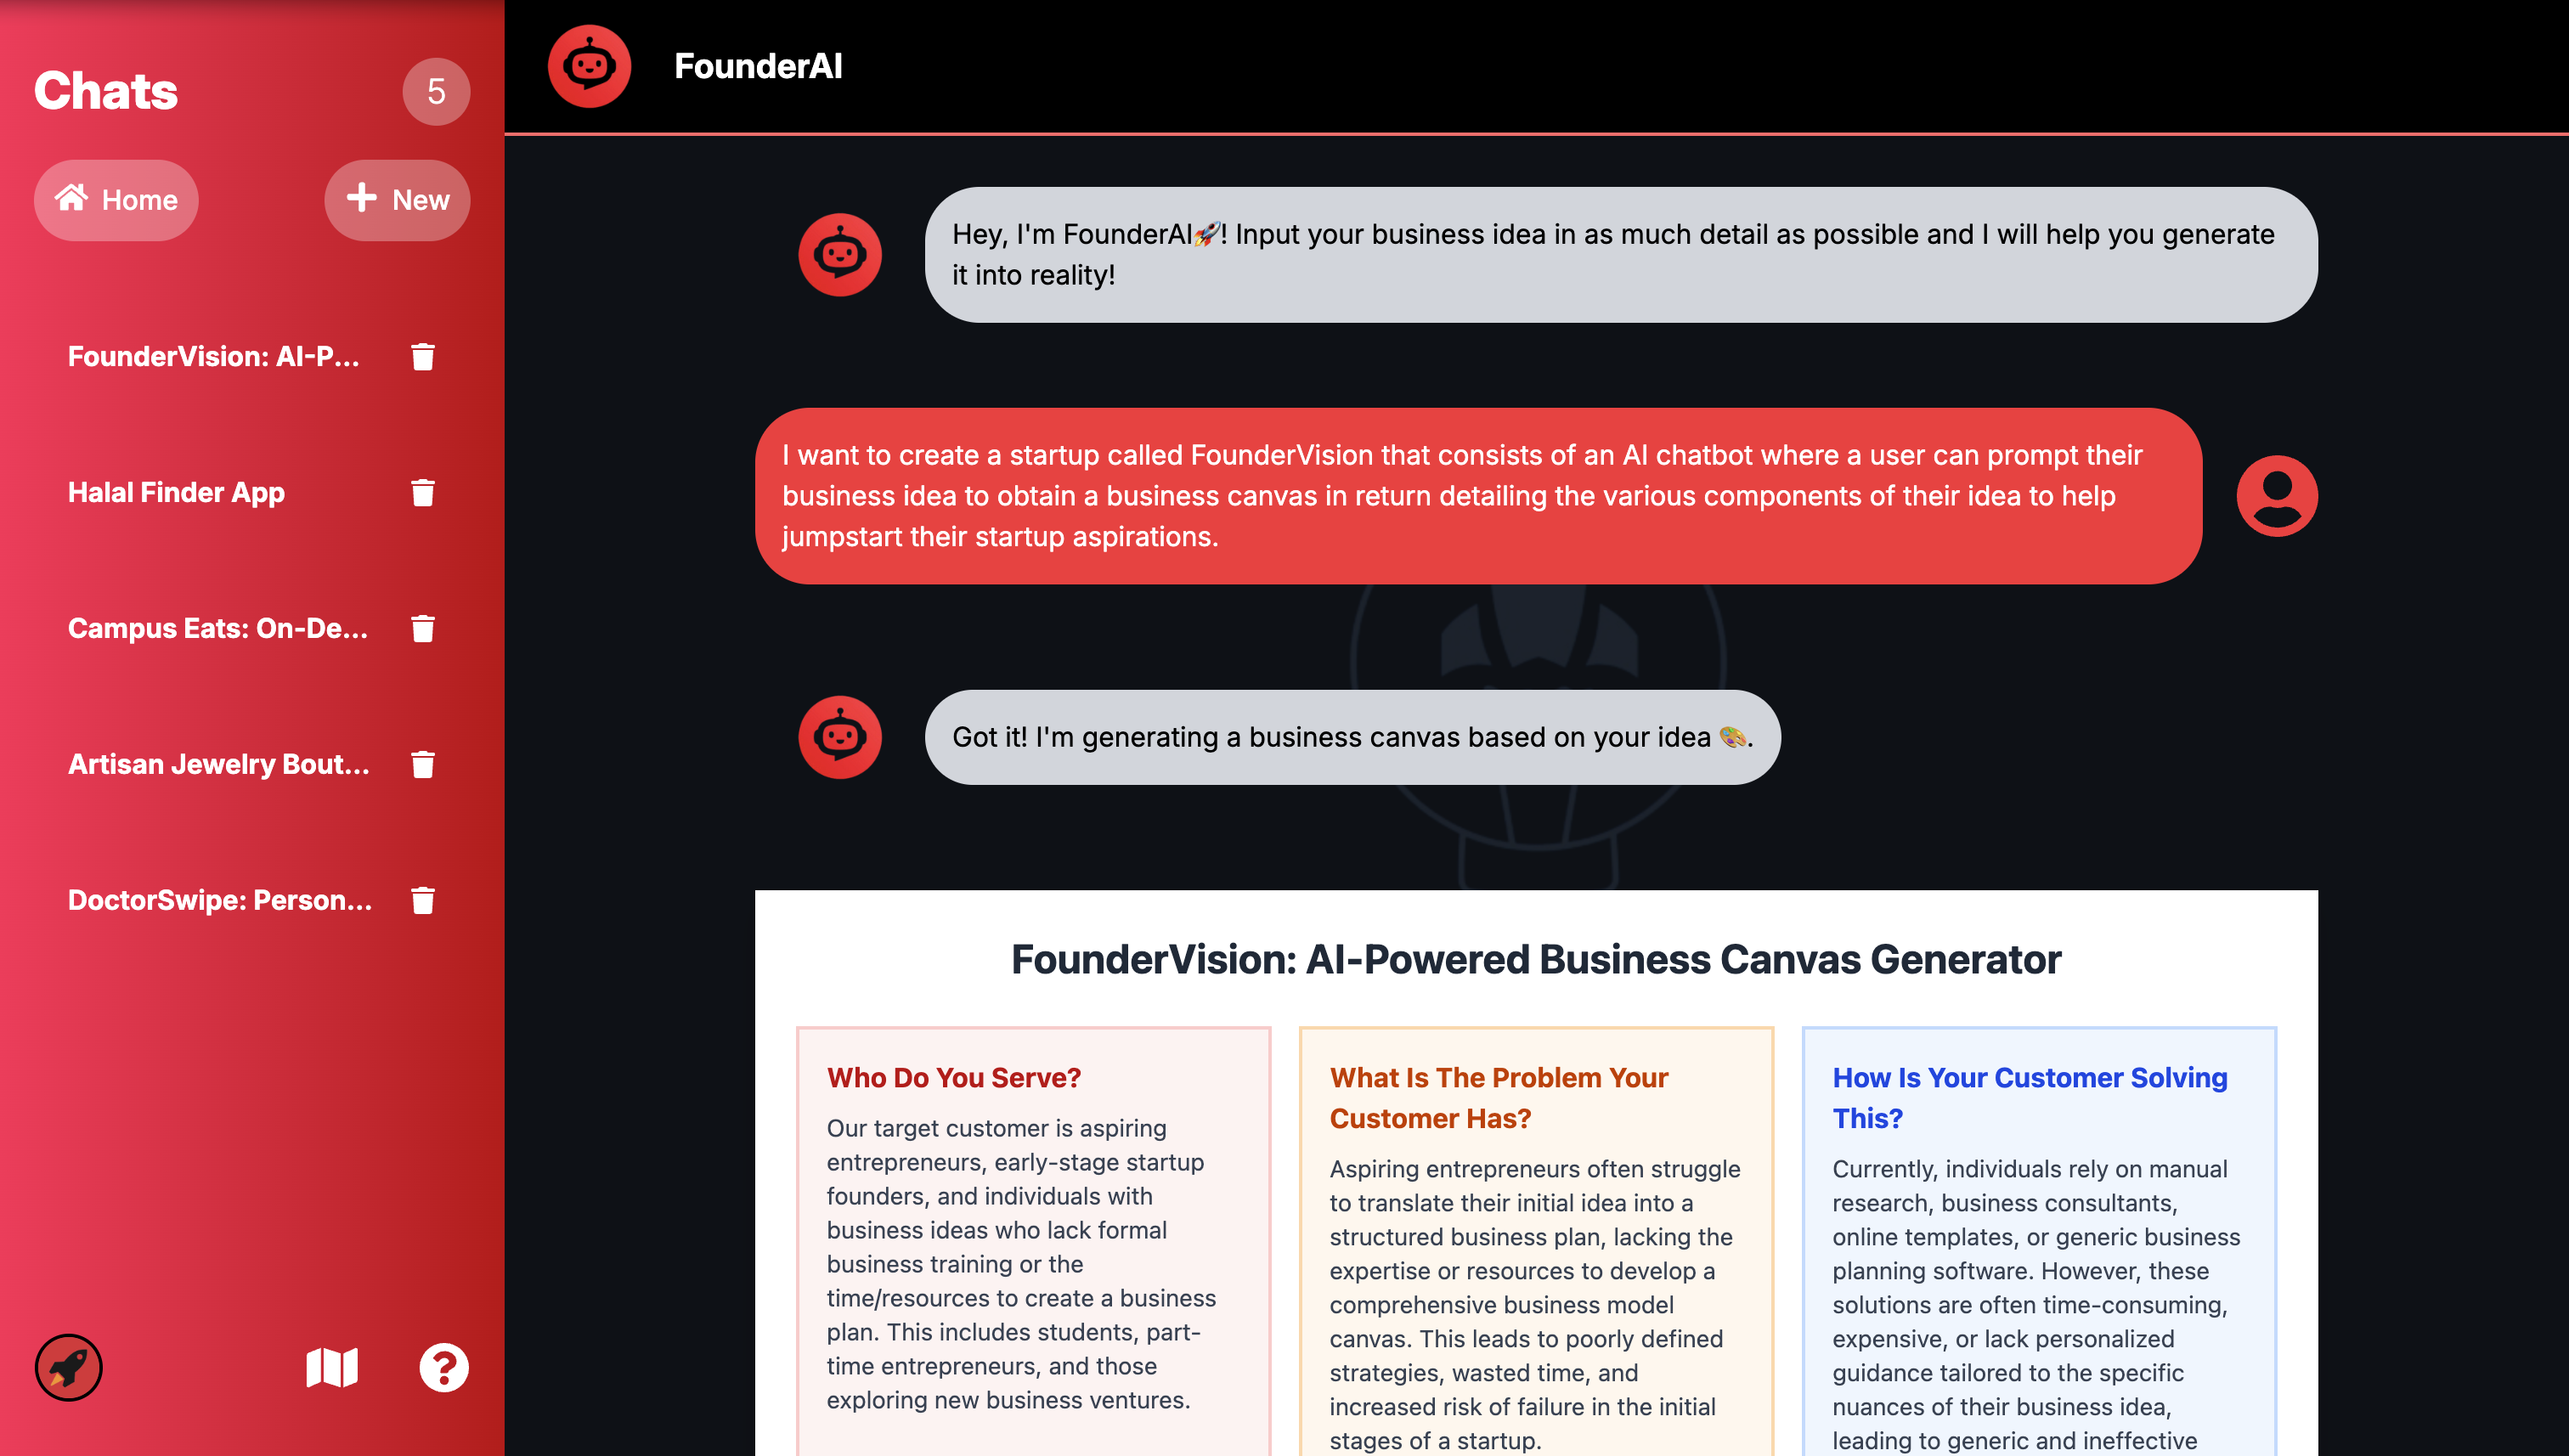 Chats
5
Home
New
FounderVision: AI-P...
Halal Finder App
Campus Eats: On-De...
Artisan Jewelry Bout...
DoctorSwipe: Person...
FounderAI
Hey, I'm FounderAI🚀! Input your business idea in as much detail as possible and I will help you generate
it into reality!
I want to create a startup called FounderVision that consists of an AI chatbot where a user can prompt their
business idea to obtain a business canvas in return detailing the various components of their idea to help
jumpstart their startup aspirations.
Got it! I'm generating a business canvas based on your idea 🎨.
FounderVision: AI-Powered Business Canvas Generator
Who Do You Serve?
Our target customer is aspiring
entrepreneurs, early-stage startup
founders, and individuals with
business ideas who lack formal
business training or the
time/resources to create a business
plan. This includes students, part-
time entrepreneurs, and those
exploring new business ventures.
What Is The Problem Your
Customer Has?
Aspiring entrepreneurs often struggle
to translate their initial idea into a
structured business plan, lacking the
expertise or resources to develop a
comprehensive business model
canvas. This leads to poorly defined
strategies, wasted time, and
increased risk of failure in the initial
stages of a startup.
How Is Your Customer Solving
This?
Currently, individuals rely on manual
research, business consultants,
online templates, or generic business
planning software. However, these
solutions are often time-consuming,
expensive, or lack personalized
guidance tailored to the specific
nuances of their business idea,
leading to generic and ineffective